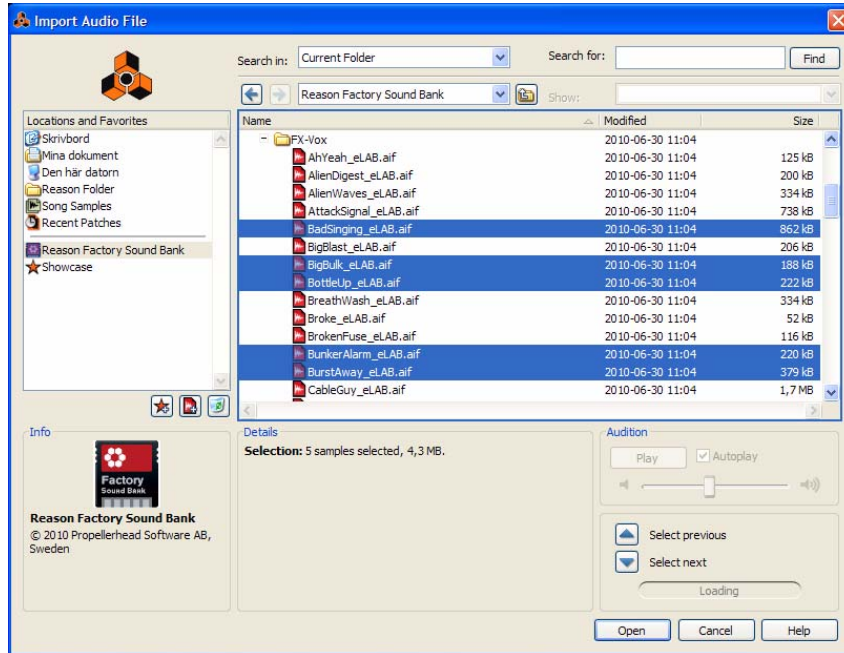 Import Audio File
Search in: Current Folder Search for: Find
Reason Factory Sound Bank Show:
Locations and Favorites
Skrivbord
Mina dokument
Den här datorn
Reason Folder
Song Samples
Recent Patches
Reason Factory Sound Bank
Showcase
Name Modified Size
FX-Vox 2010-06-30 11:04
AhYeah_eLAB.aif 2010-06-30 11:04 125 kB
AlienDigest_eLAB.aif 2010-06-30 11:04 200 kB
AlienWaves_eLAB.aif 2010-06-30 11:04 334 kB
AttackSignal_eLAB.aif 2010-06-30 11:04 738 kB
BadSinging_eLAB.aif 2010-06-30 11:04 862 kB
BigBlast_eLAB.aif 2010-06-30 11:04 206 kB
BigBulk_eLAB.aif 2010-06-30 11:04 188 kB
BottleUp_eLAB.aif 2010-06-30 11:04 222 kB
BreathWash_eLAB.aif 2010-06-30 11:04 334 kB
Broke_eLAB.aif 2010-06-30 11:04 52 kB
BrokenFuse_eLAB.aif 2010-06-30 11:04 116 kB
BunkerAlarm_eLAB.aif 2010-06-30 11:04 220 kB
BurstAway_eLAB.aif 2010-06-30 11:04 379 kB
CableGuy_eLAB.aif 2010-06-30 11:04 1,7 MB
Info
Factory
Sound Bank
Reason Factory Sound Bank
© 2010 Propellerhead Software AB,
Sweden
Details
Selection: 5 samples selected, 4,3 MB.
Audition
Play Autoplay
Select previous
Select next
Loading
Open Cancel Help